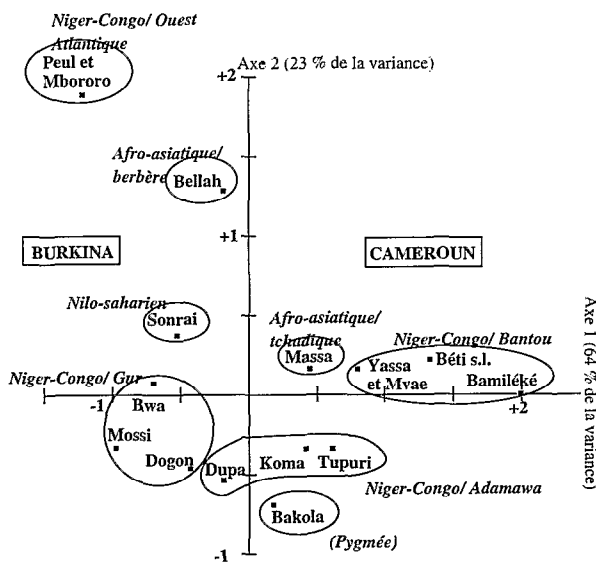 Niger-Congo/ Ouest
Atlantique
Peul et
Mbororo
+2
Axe 2 (23 % de la variance)
Afro-asiatique/
berbère
Bellah
+1
BURKINA
CAMEROUN
Nilo-saharien
Sonrai
Afro-asiatique/
tchadique
Massa
Niger-Congo/ Bantou
Béti s.l.
Yassa
et Mvae
Bamiléké
Axe 1 (64 % de la variance)
Niger-Congo/ Gur
-1
Bwa
+2
Mossi
Dogon
Dupa
Koma
Tupuri
Niger-Congo/ Adamawa
Bakola
(Pygmée)
-1